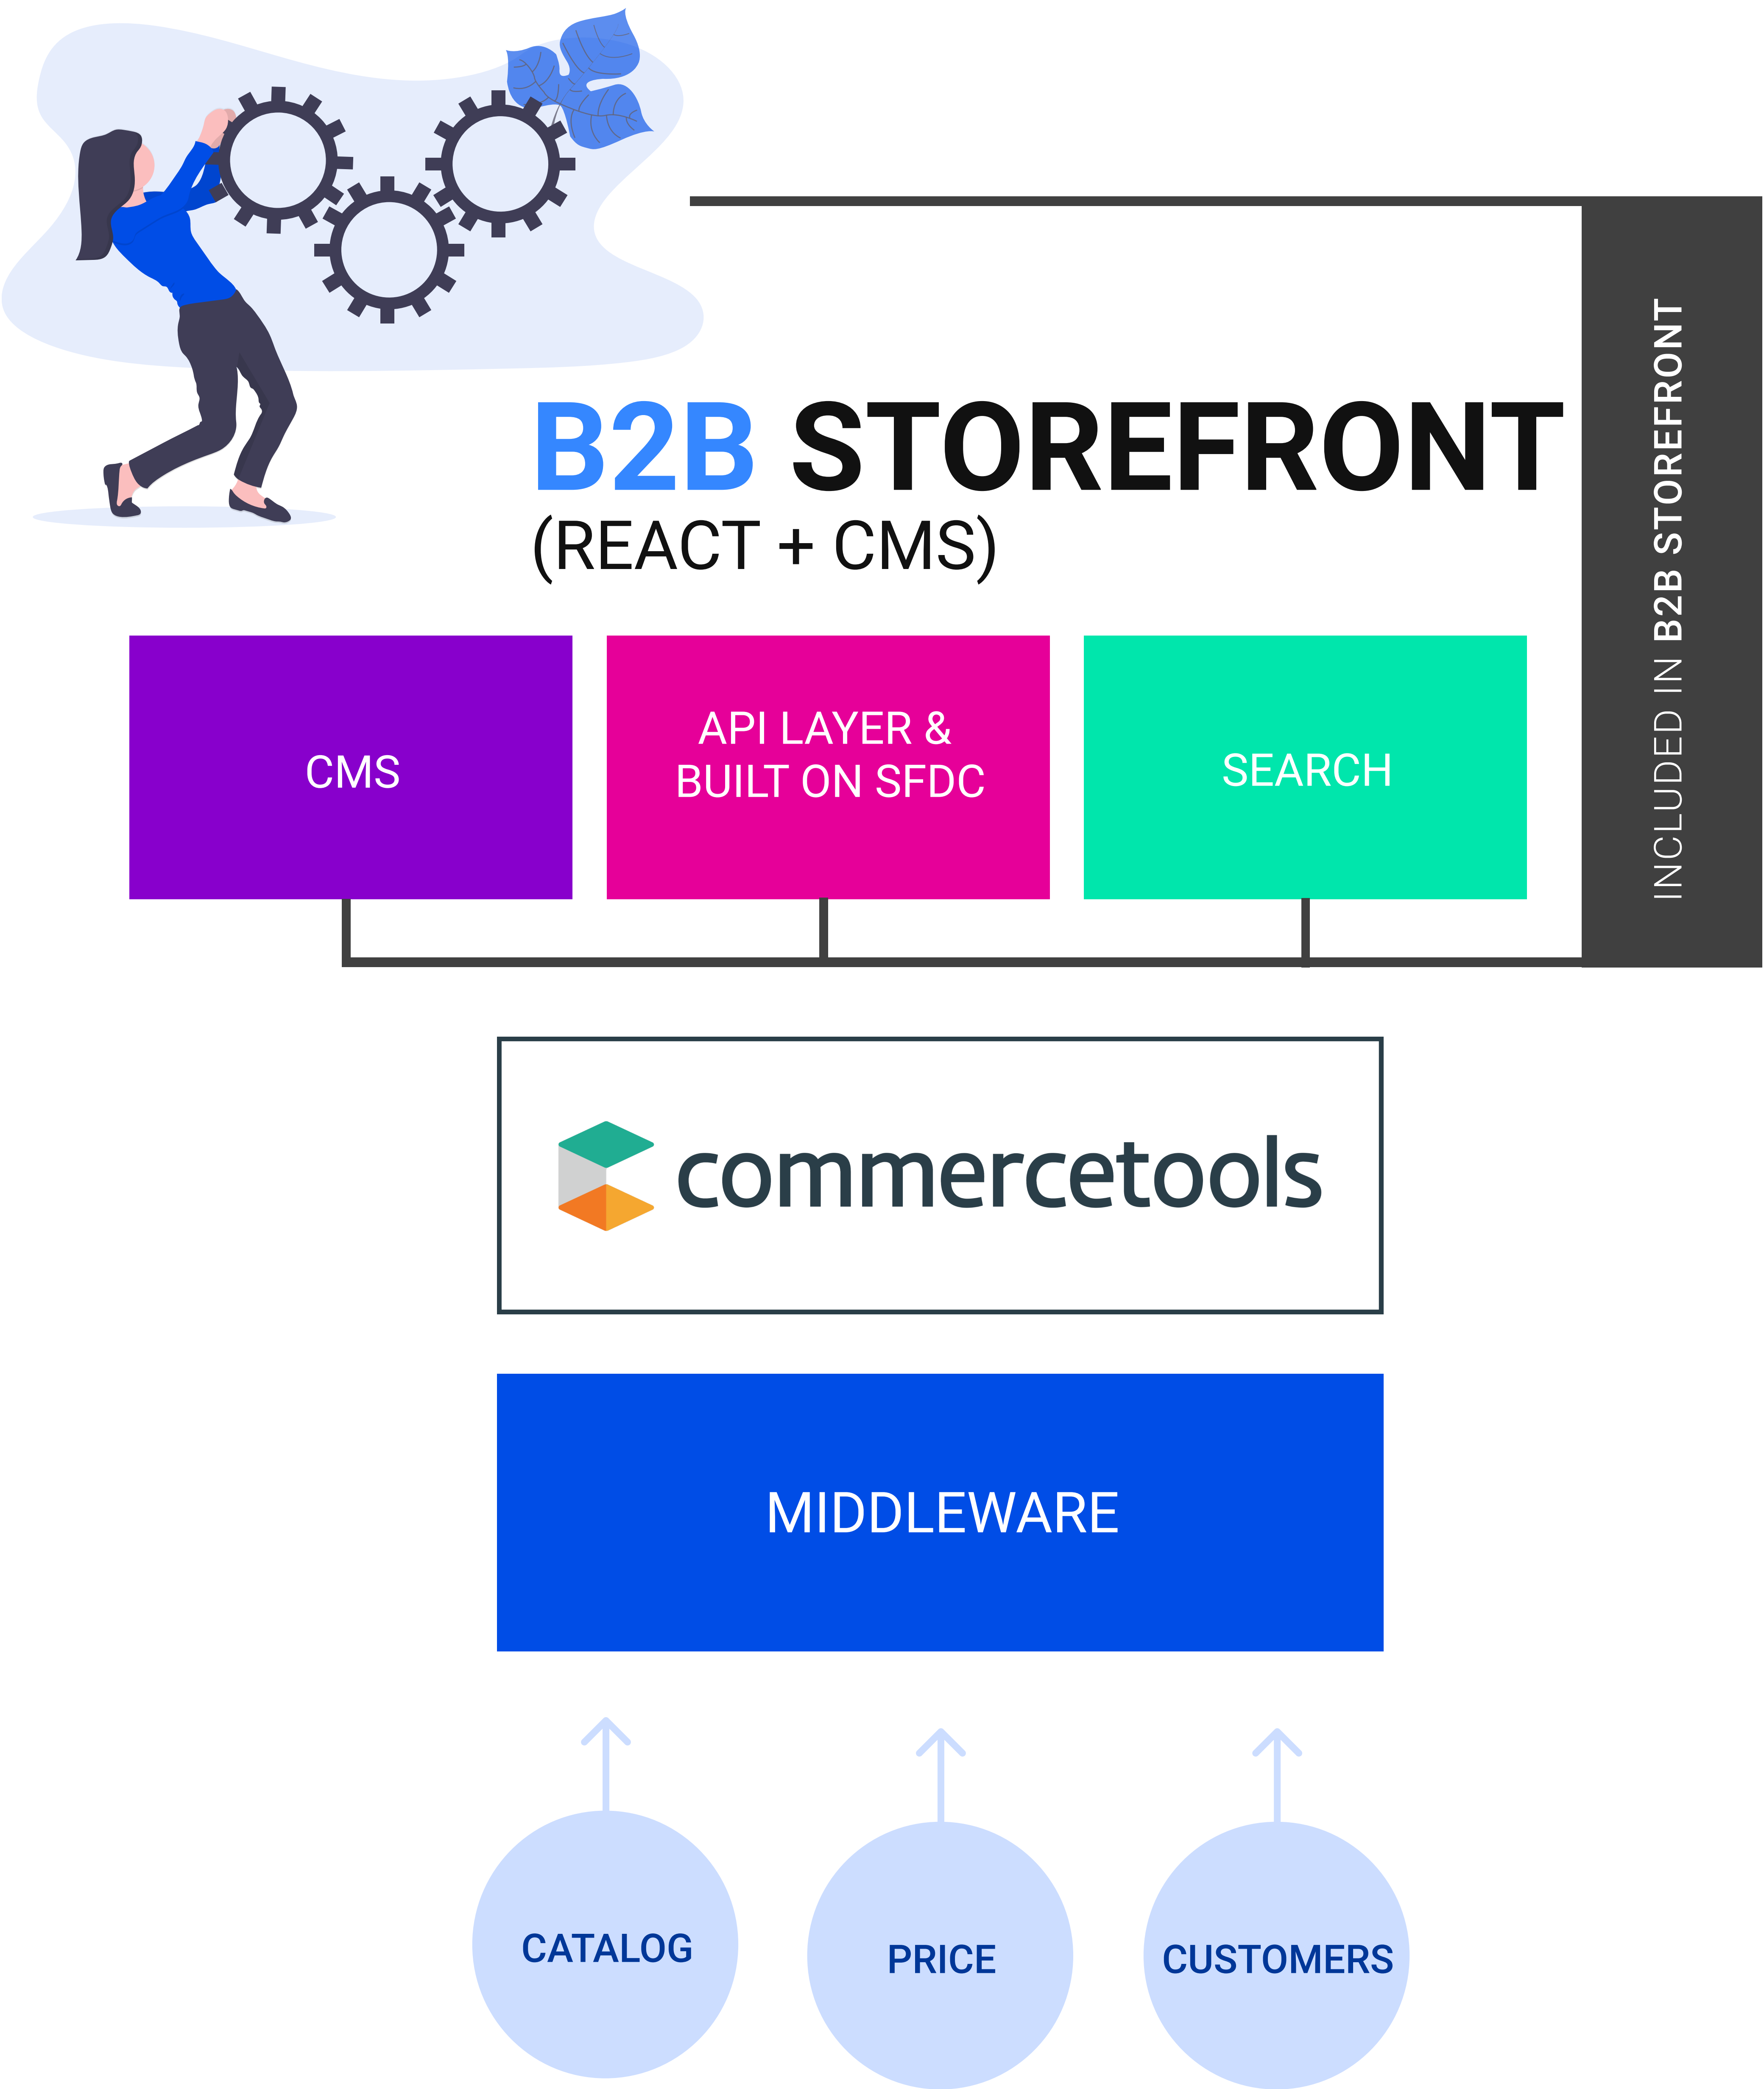 B2B STOREFRONT
(REACT + CMS)
INCLUDED IN B2B STOREFRONT
CMS
API LAYER &
BUILT ON SFDC
SEARCH
commercetools
MIDDLEWARE
CATALOG
PRICE
CUSTOMERS